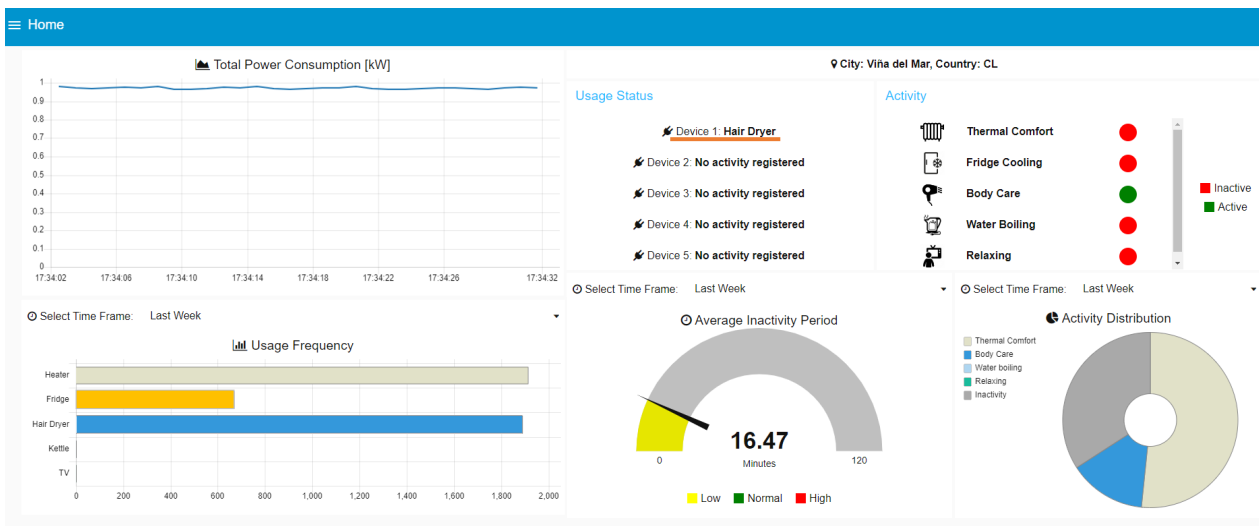 Home
Total Power Consumption [kW]
1
0.9
0.8
0.7
0.6
0.5
0.4
0.3
0.2
0.1
0
17:34:02 17:34:06 17:34:10 17:34:14 17:34:18 17:34:22 17:34:26 17:34:32
City: Viña del Mar, Country: CL
Usage Status
Device 1: Hair Dryer
Device 2: No activity registered
Device 3: No activity registered
Device 4: No activity registered
Device 5: No activity registered
Activity
Thermal Comfort
Fridge Cooling
Body Care
Water Boiling
Relaxing
Inactive
Active
Select Time Frame: Last Week
Usage Frequency
Heater
Fridge
Hair Dryer
Kettle
TV
0 200 400 600 800 1,000 1,200 1,400 1,600 1,800 2,000
Select Time Frame: Last Week
Average Inactivity Period
16.47
Minutes
0 120
Low Normal High
Select Time Frame: Last Week
Activity Distribution
Thermal Comfort
Body Care
Water boiling
Relaxing
Inactivity